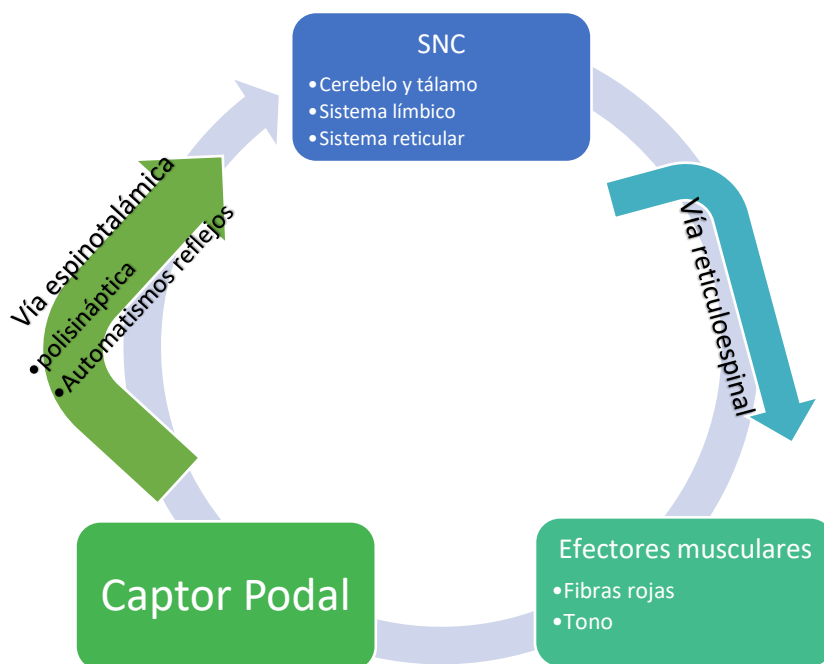 SNC
•Cerebelo y tálamo
•Sistema límbico
•Sistema reticular
Vía espinotalámica
•polisináptica
•Automatismos reflejos
Vía reticuloespinal
Captor Podal
Efectores musculares
•Fibras rojas
•Tono